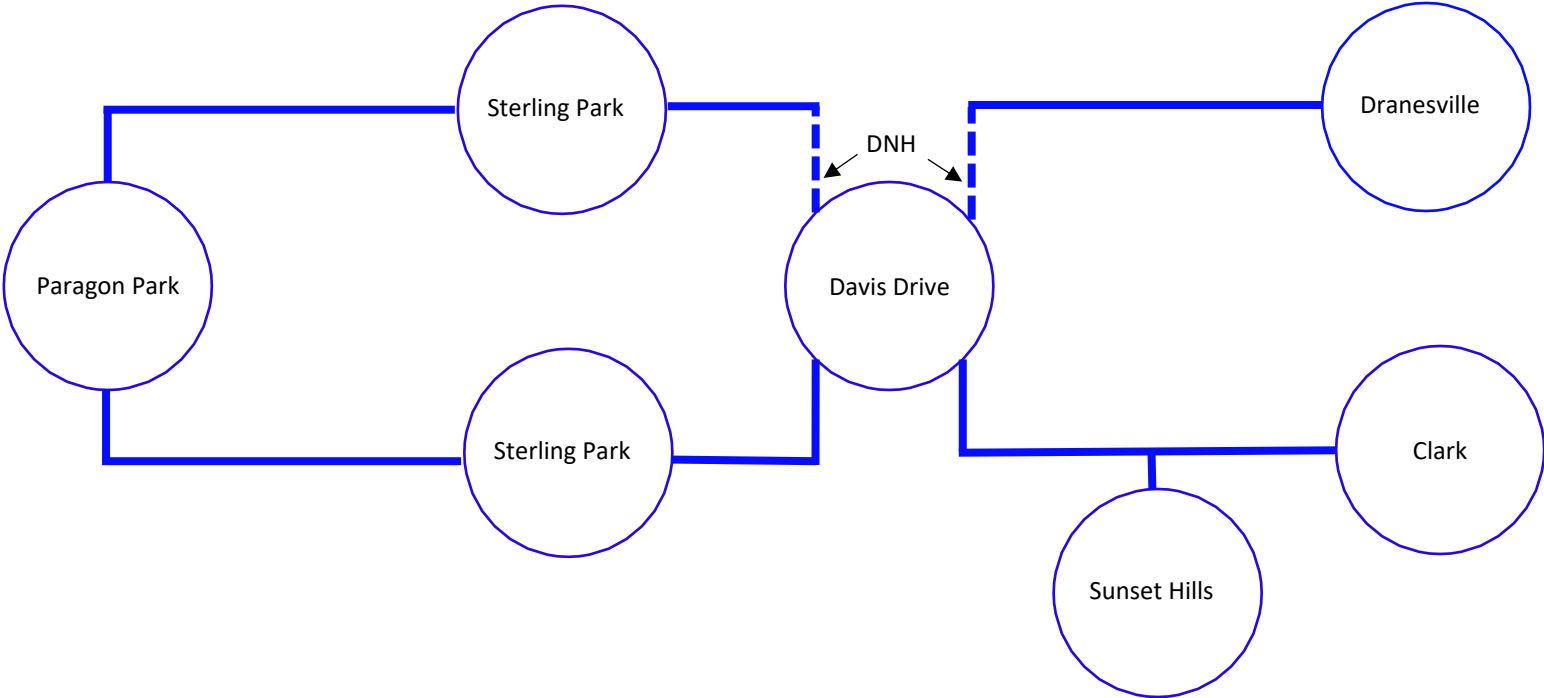 Sterling Park
Dranesville
DNH
Paragon Park
Davis Drive
Sterling Park
Clark
Sunset Hills